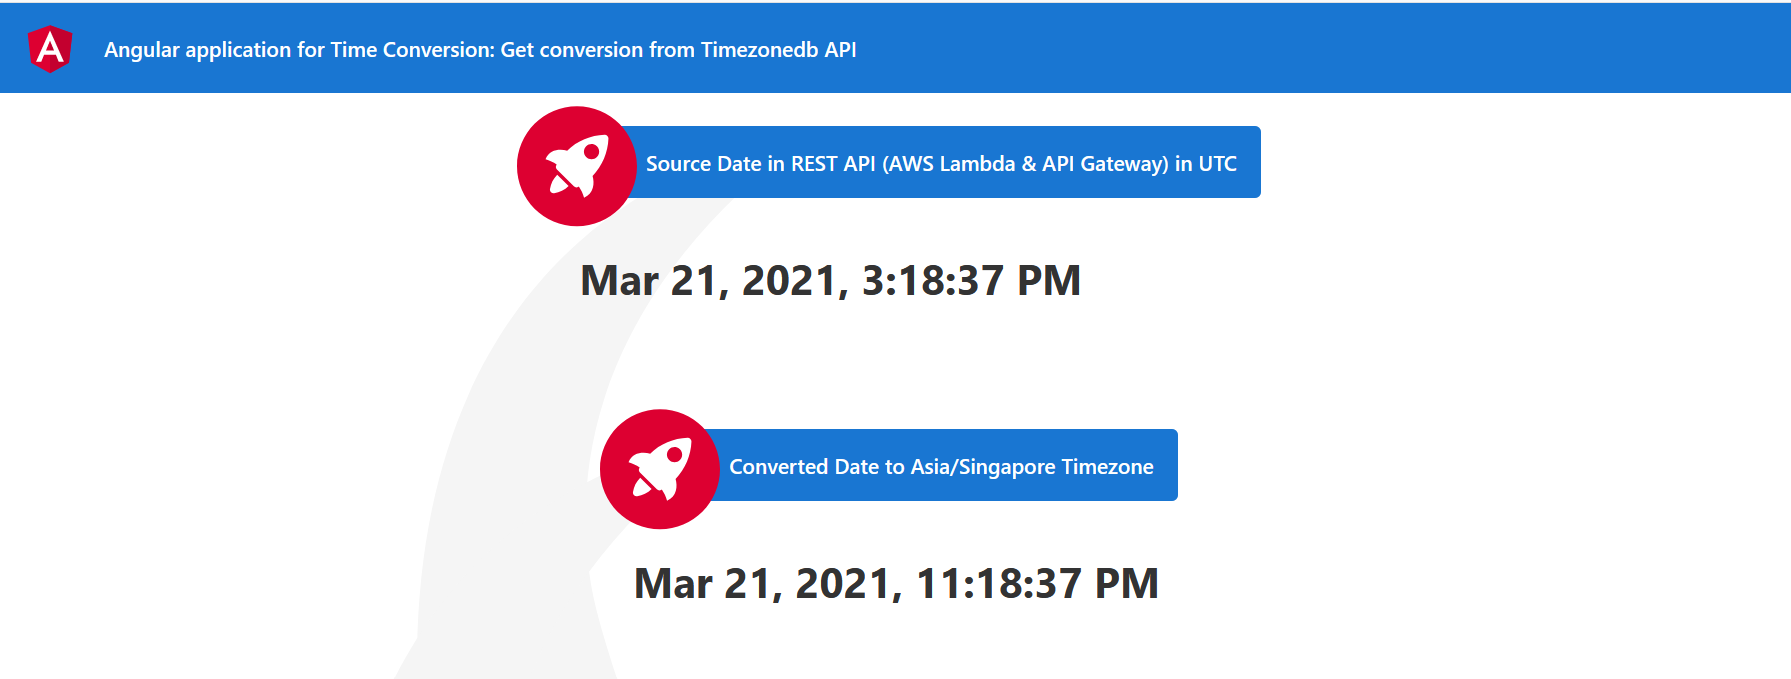 A
Angular application for Time Conversion: Get conversion from Timezonedb API
Source Date in REST API (AWS Lambda & API Gateway) in UTC
Mar 21, 2021, 3:18:37 PM
Converted Date to Asia/Singapore Timezone
Mar 21, 2021, 11:18:37 PM